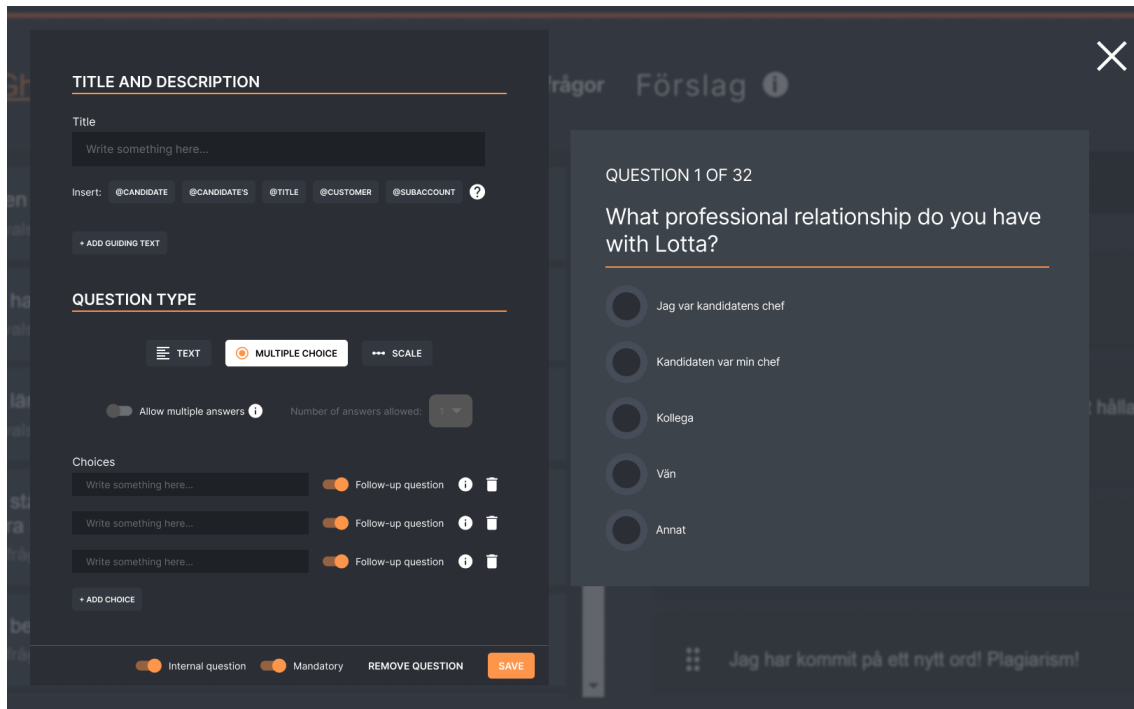 TITLE AND DESCRIPTION
Title
Write something here...
Insert: @CANDIDATE @CANDIDATE'S @TITLE @CUSTOMER @SUBACCOUNT ?
+ ADD GUIDING TEXT
QUESTION TYPE
TEXT MULTIPLE CHOICE SCALE
Allow multiple answers i Number of answers allowed: 1
Choices
Write something here... Follow-up question i
Write something here... Follow-up question i
Write something here... Follow-up question i
+ ADD CHOICE
Internal question Mandatory REMOVE QUESTION SAVE
Förslag i
QUESTION 1 OF 32
What professional relationship do you have
with Lotta?
Jag var kandidatens chef
Kandidaten var min chef
Kollega
Vän
Annat
Jag har kommit på ett nytt ord! Plagiarism!